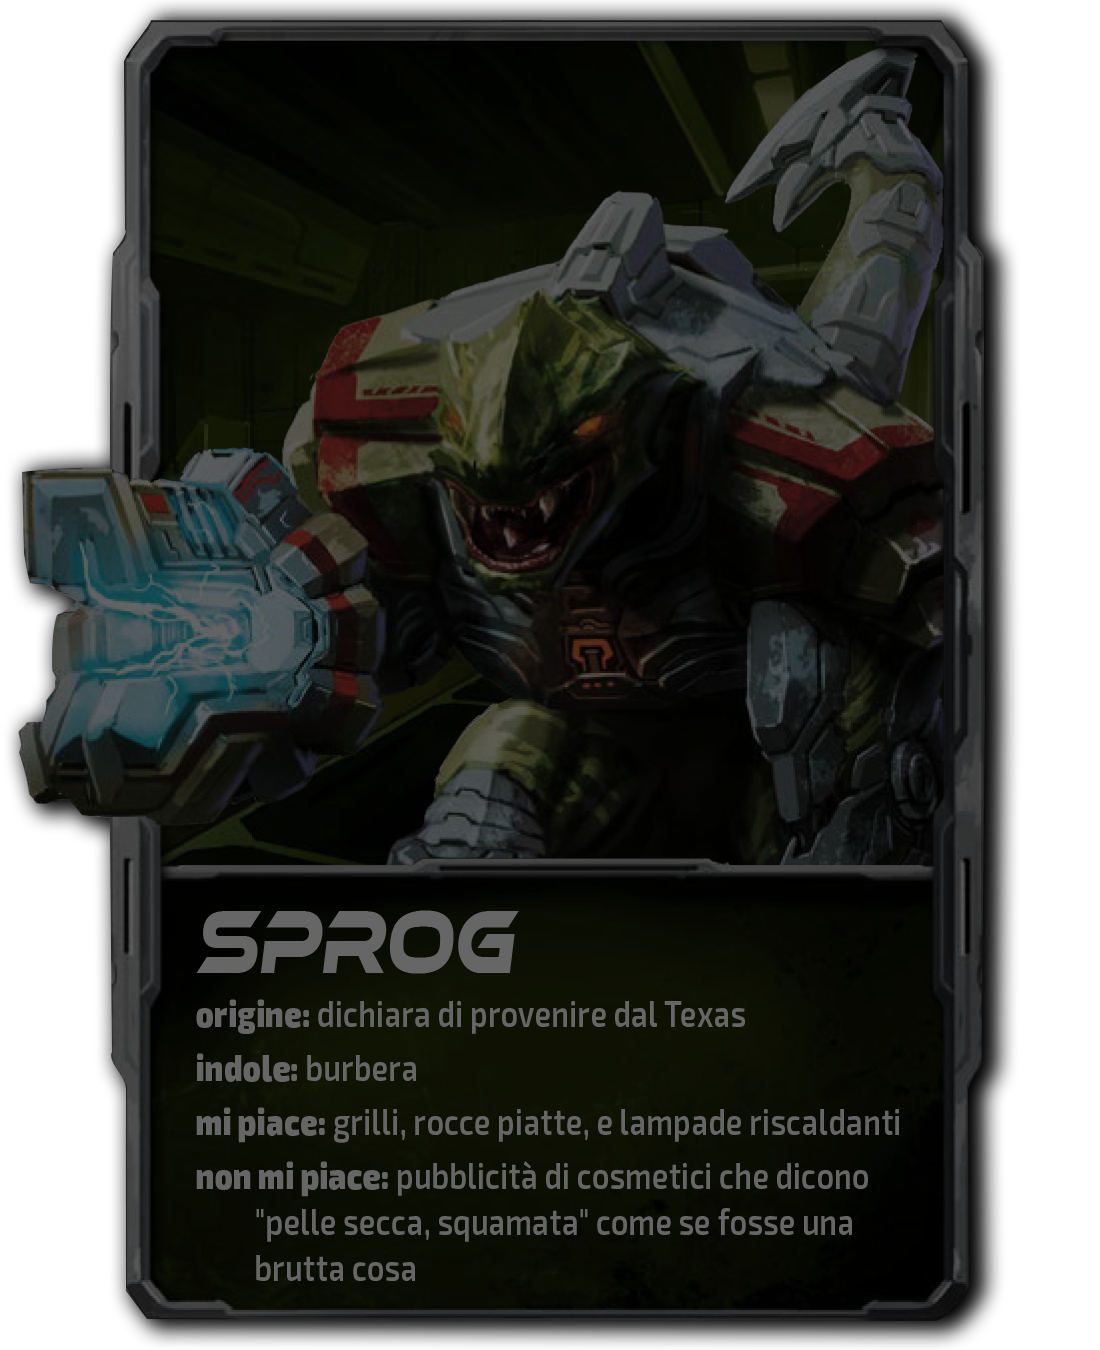 SPROG
origine: dichiara di provenire dal Texas
indole: burbera
mi piace: grilli, rocce piatte, e lampade riscaldanti
non mi piace: pubblicità di cosmetici che dicono
"pelle secca, squamata" come se fosse una
brutta cosa